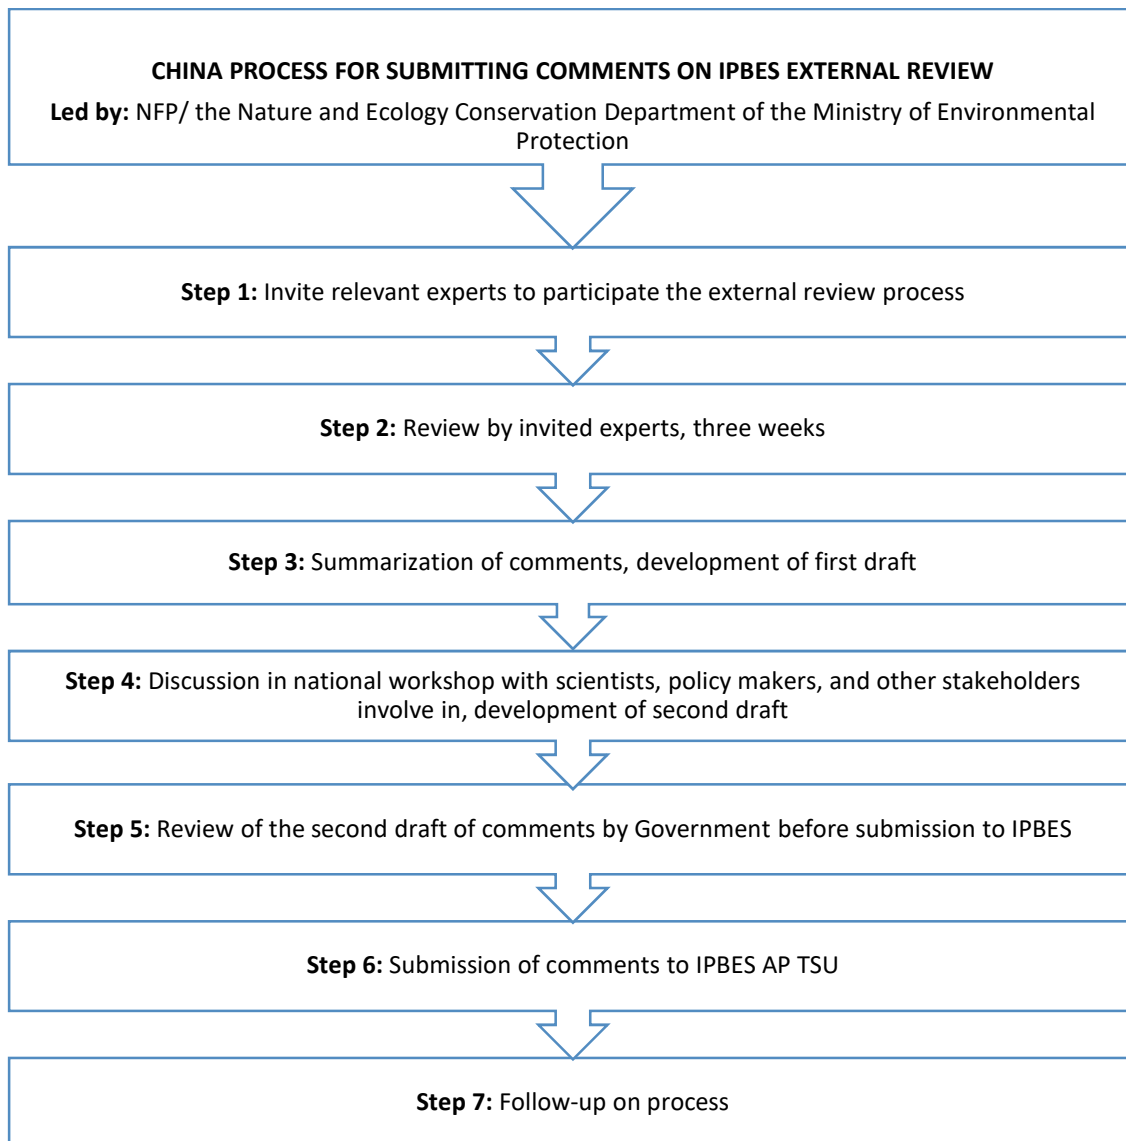 CHINA PROCESS FOR SUBMITTING COMMENTS ON IPBES EXTERNAL REVIEW
Led by: NFP/ the Nature and Ecology Conservation Department of the Ministry of Environmental
Protection
Step 1: Invite relevant experts to participate the external review process
Step 2: Review by invited experts, three weeks
Step 3: Summarization of comments, development of first draft
Step 4: Discussion in national workshop with scientists, policy makers, and other stakeholders
involve in, development of second draft
Step 5: Review of the second draft of comments by Government before submission to IPBES
Step 6: Submission of comments to IPBES AP TSU
Step 7: Follow-up on process